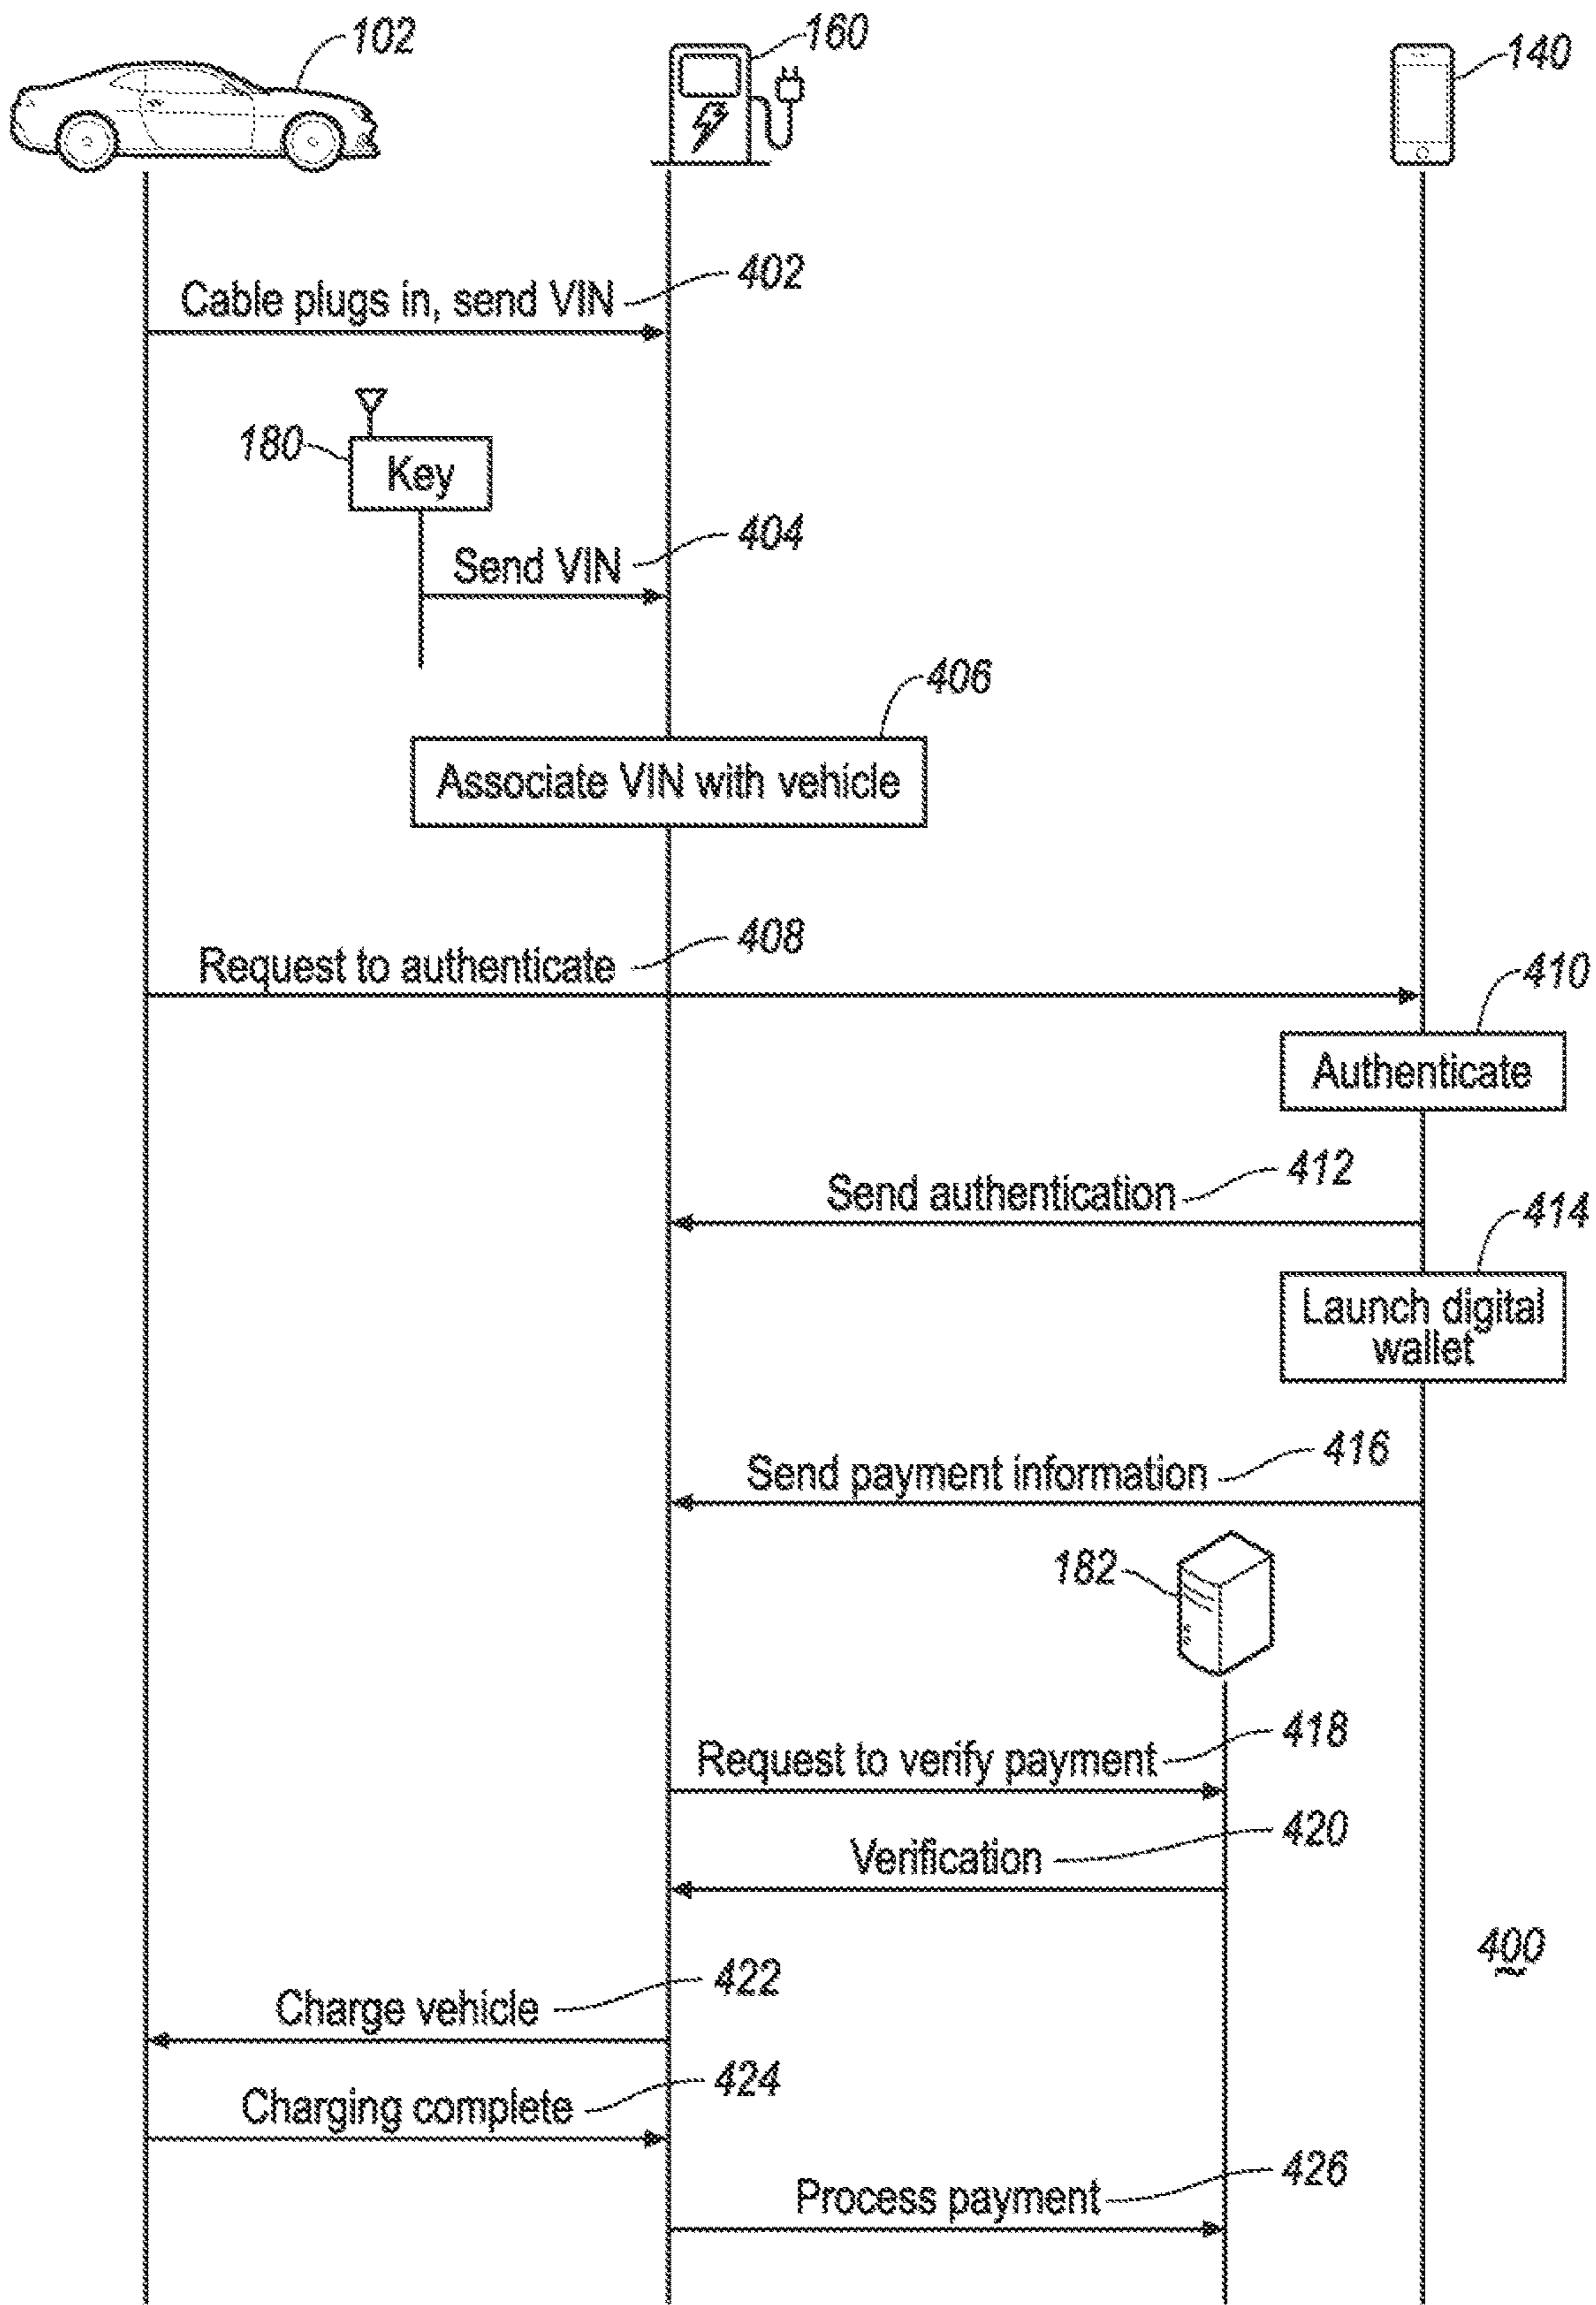 102
160
140
Cable plugs in, send VIN
402
180
Key
Send VIN
404
406
Associate VIN with vehicle
Request to authenticate
408
410
Authenticate
Send authentication
412
414
Launch digital
wallet
Send payment information
416
182
Request to verify payment
418
Verification
420
400
Charge vehicle
422
Charging complete
424
Process payment
426